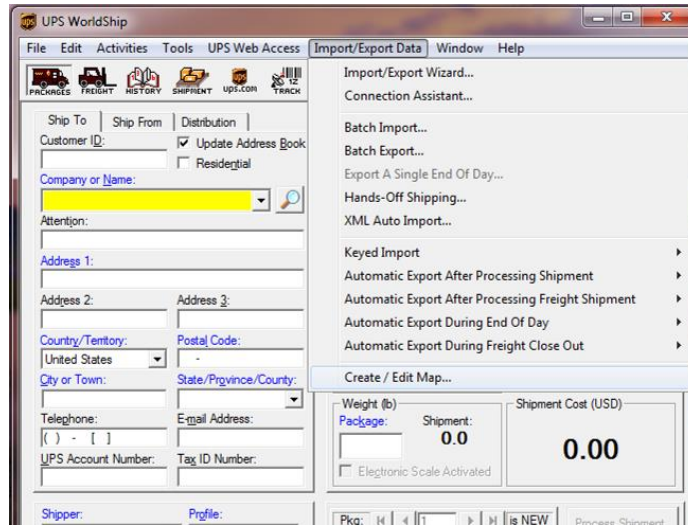 UPS WorldShip
File Edit Activities Tools UPS Web Access Import/Export Data Window Help
PACKAGES FREIGHT HISTORY SHIPMENT ups.com TRACK
Import/Export Wizard...
Connection Assistant...
Batch Import...
Batch Export...
Export A Single End Of Day...
Hands-Off Shipping...
XML Auto Import...
Keyed Import
Automatic Export After Processing Shipment
Automatic Export After Processing Freight Shipment
Automatic Export During End Of Day
Automatic Export During Freight Close Out
Create / Edit Map...
Ship To Ship From Distribution
Customer ID: Update Address Book
Residential
Company or Name:
Attention:
Address 1:
Address 2: Address 3:
Country/Territory: Postal Code:
United States -
City or Town: State/Province/County:
Telephone: E-mail Address:
( ) - [ ]
UPS Account Number: Tax ID Number:
Weight (lb) Shipment Cost (USD)
Package: Shipment:
0.0 0.00
Electronic Scale Activated
Shipper: Profile:
Pkg: 1 is NEW Process Shipment